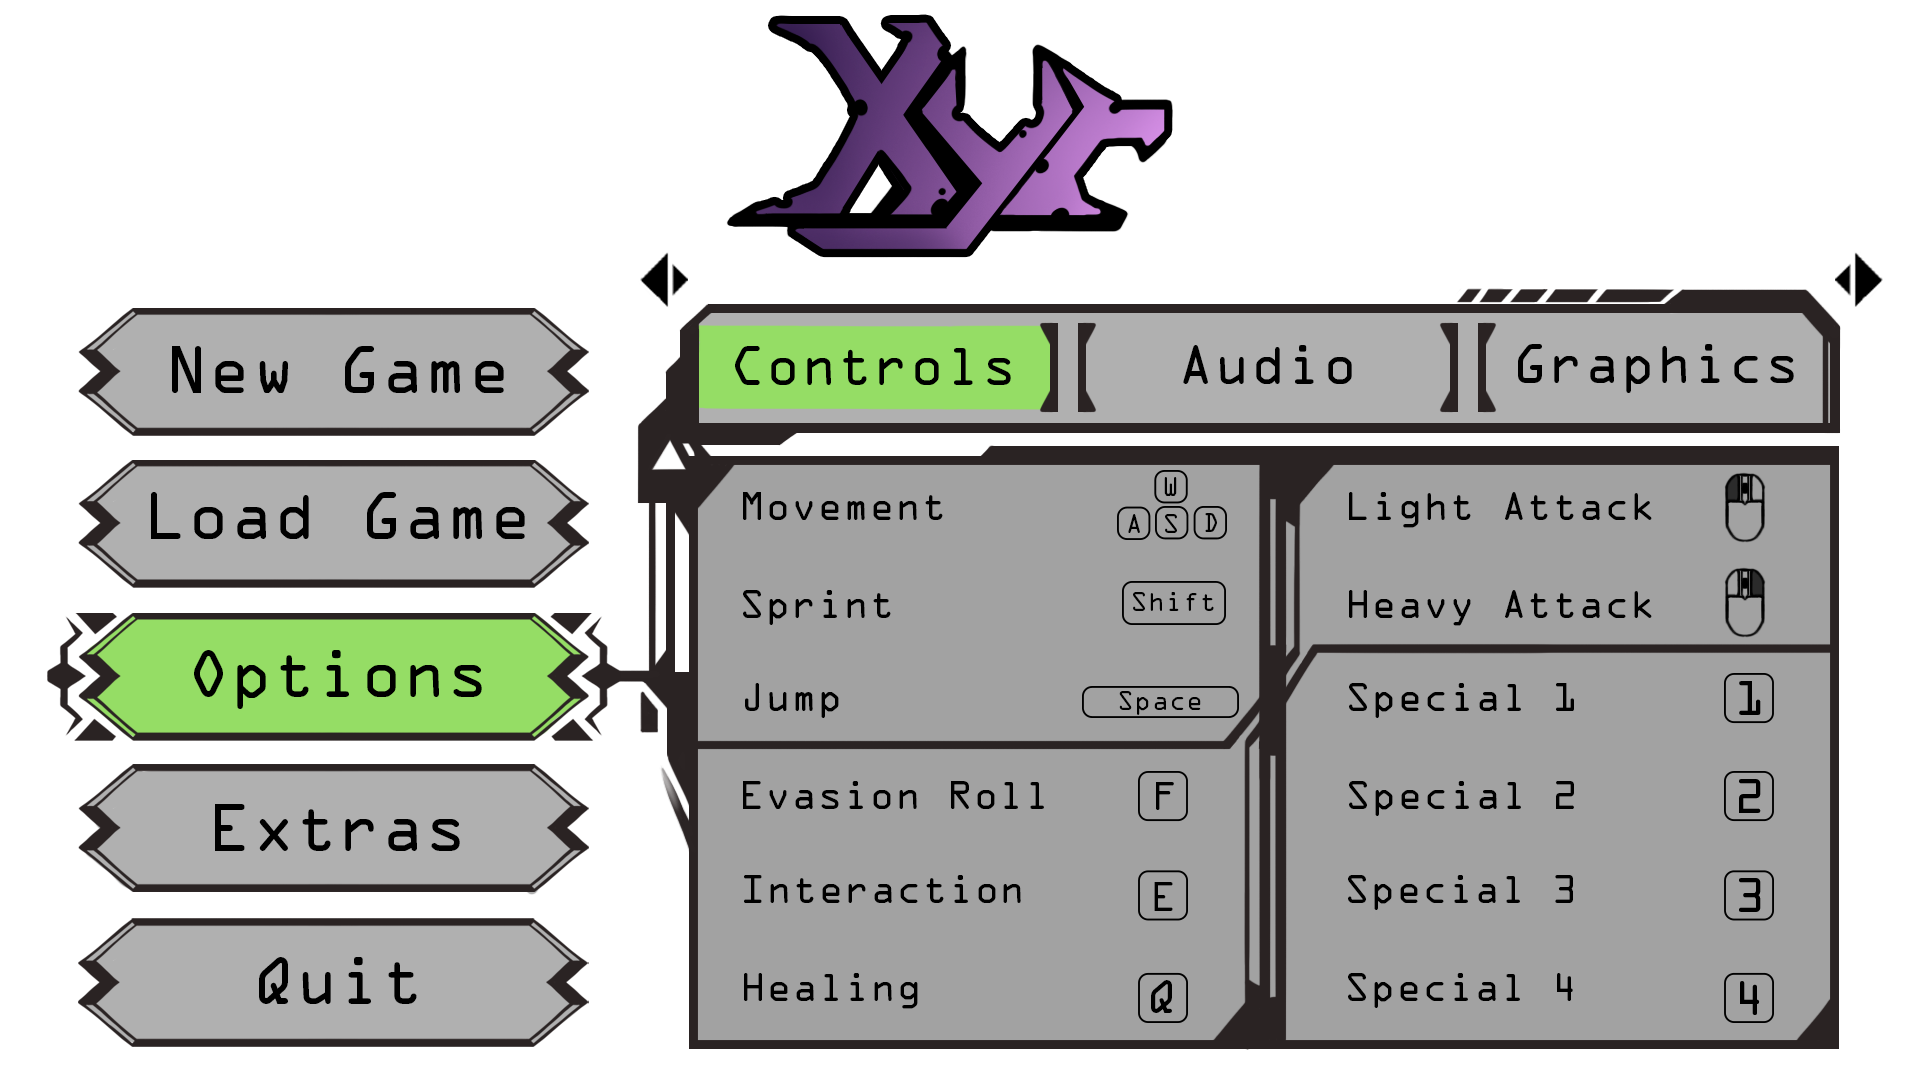 Xyr
New Game
Load Game
Options
Extras
Quit
Controls
Audio
Graphics
Movement
W
A S D
Sprint
Shift
Jump
Space
Evasion Roll
F
Interaction
E
Healing
Q
Light Attack
Heavy Attack
Special 1
1
Special 2
2
Special 3
3
Special 4
4